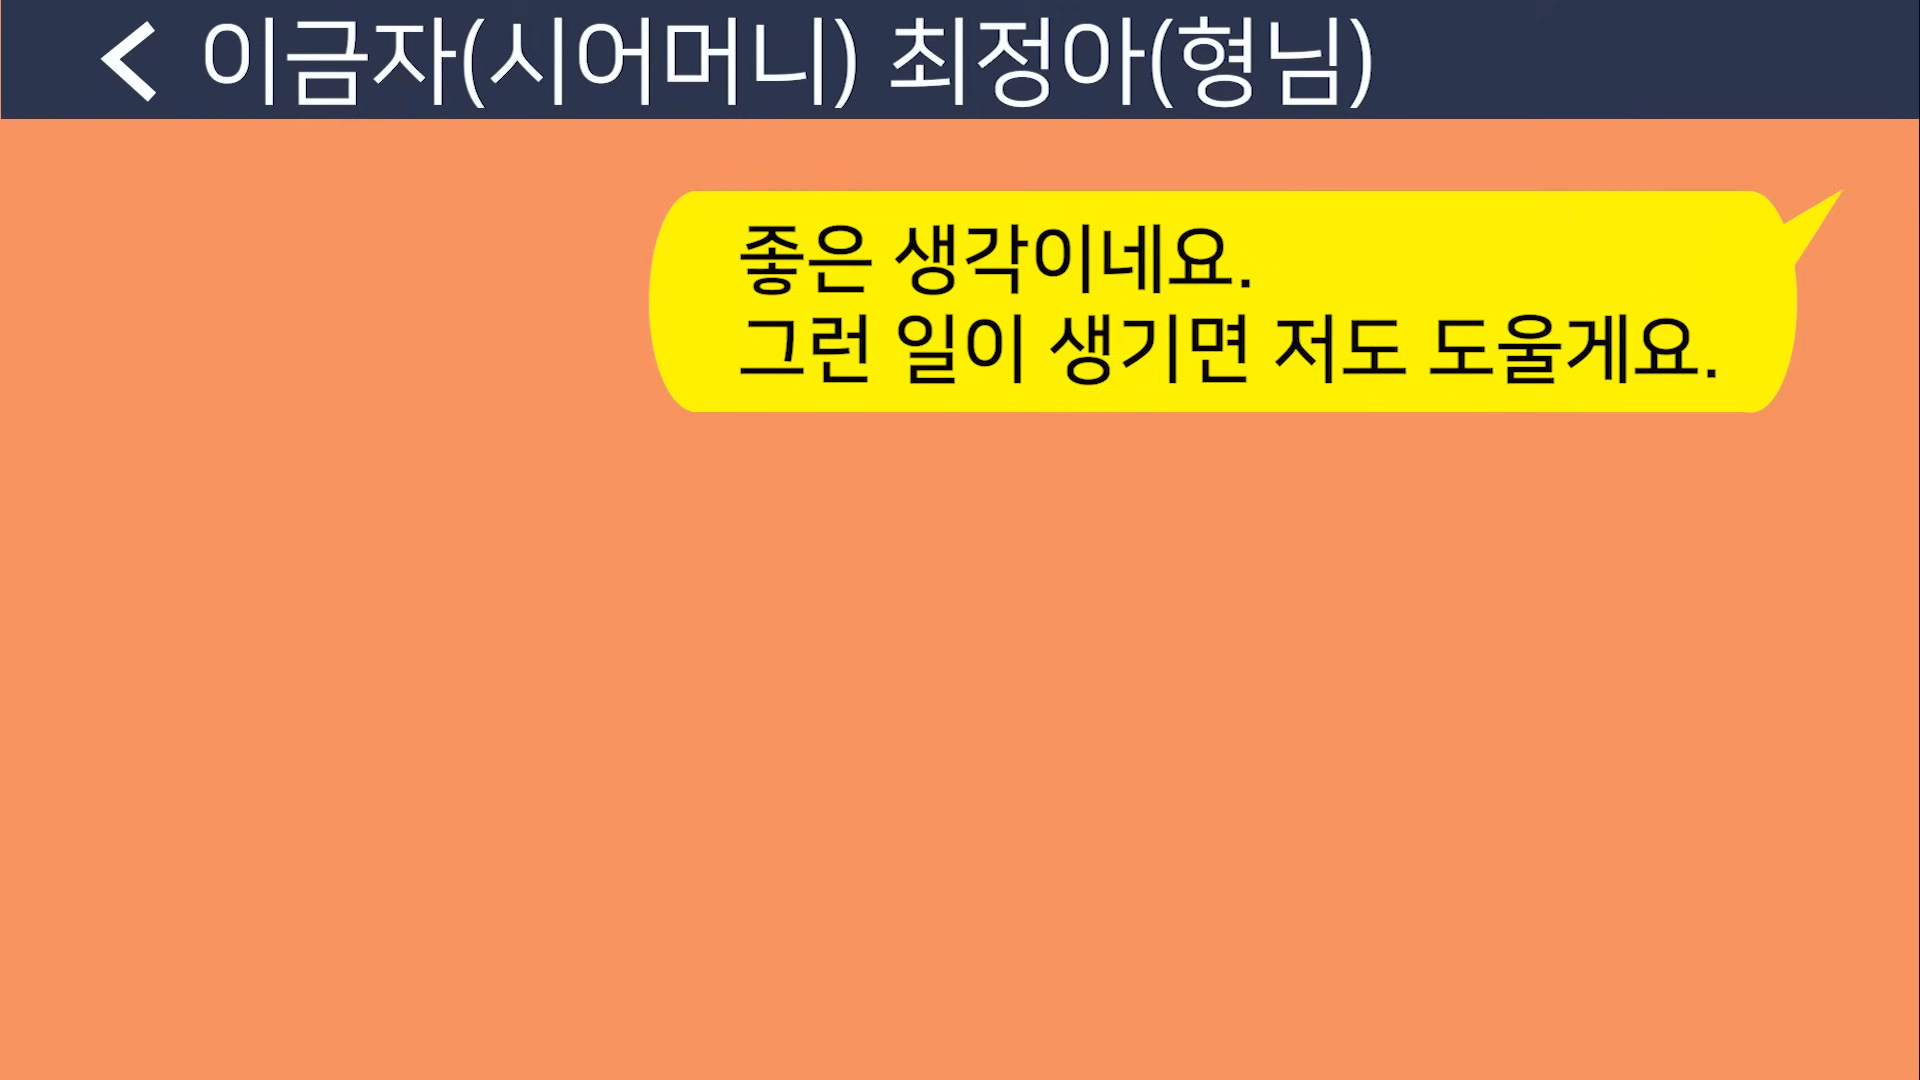 이금자(시어머니) 최정아(형님)
좋은 생각이네요.
그런 일이 생기면 저도 도울게요.